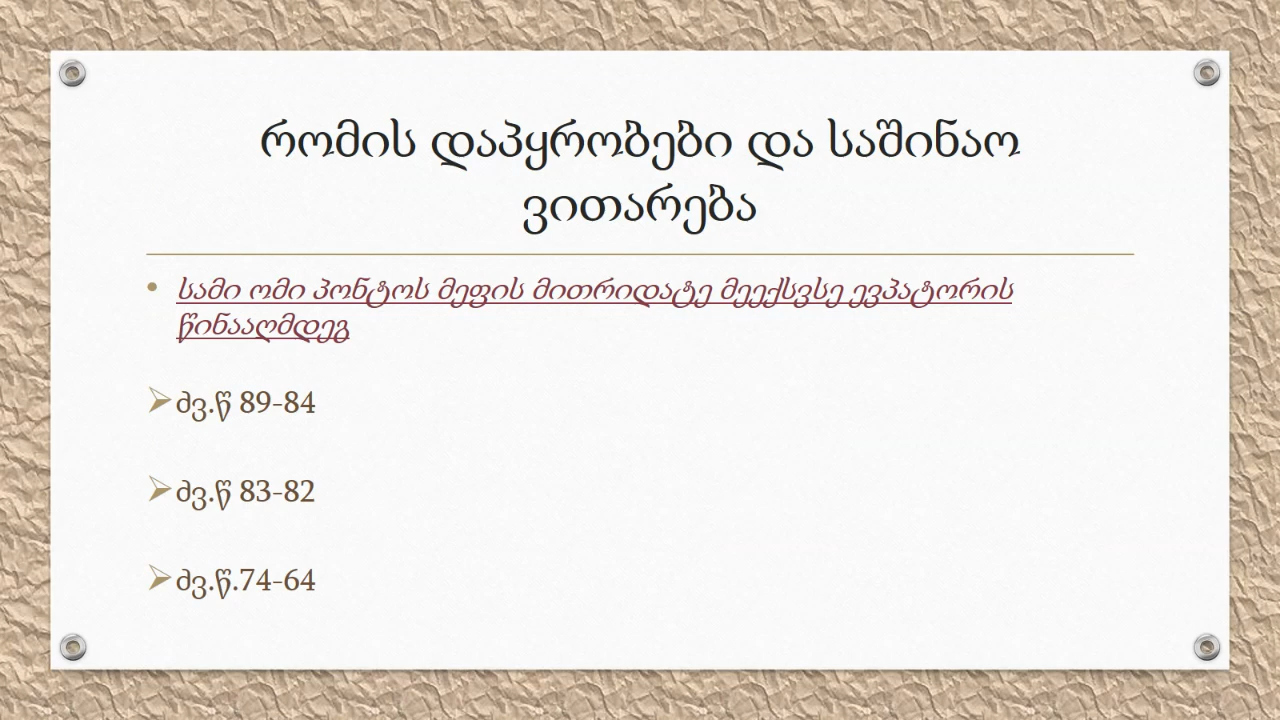 რომის დაპყრობები და საშინაო
ვითარება
• სამი ომი პონტოს მეფის მითრიდატე მეექსვსე ევპატორის
წინააღმდეგ
➢ძვ.წ 89-84
➢ძვ.წ 83-82
➢ძვ.წ.74-64